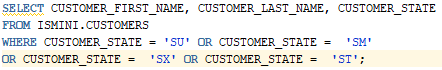 SELECT CUSTOMER_FIRST_NAME, CUSTOMER_LAST_NAME, CUSTOMER_STATE
FROM ISMINI.CUSTOMERS
WHERE CUSTOMER_STATE = 'SU' OR CUSTOMER_STATE =  'SM'
OR CUSTOMER_STATE =  'SX' OR CUSTOMER_STATE =  'ST';